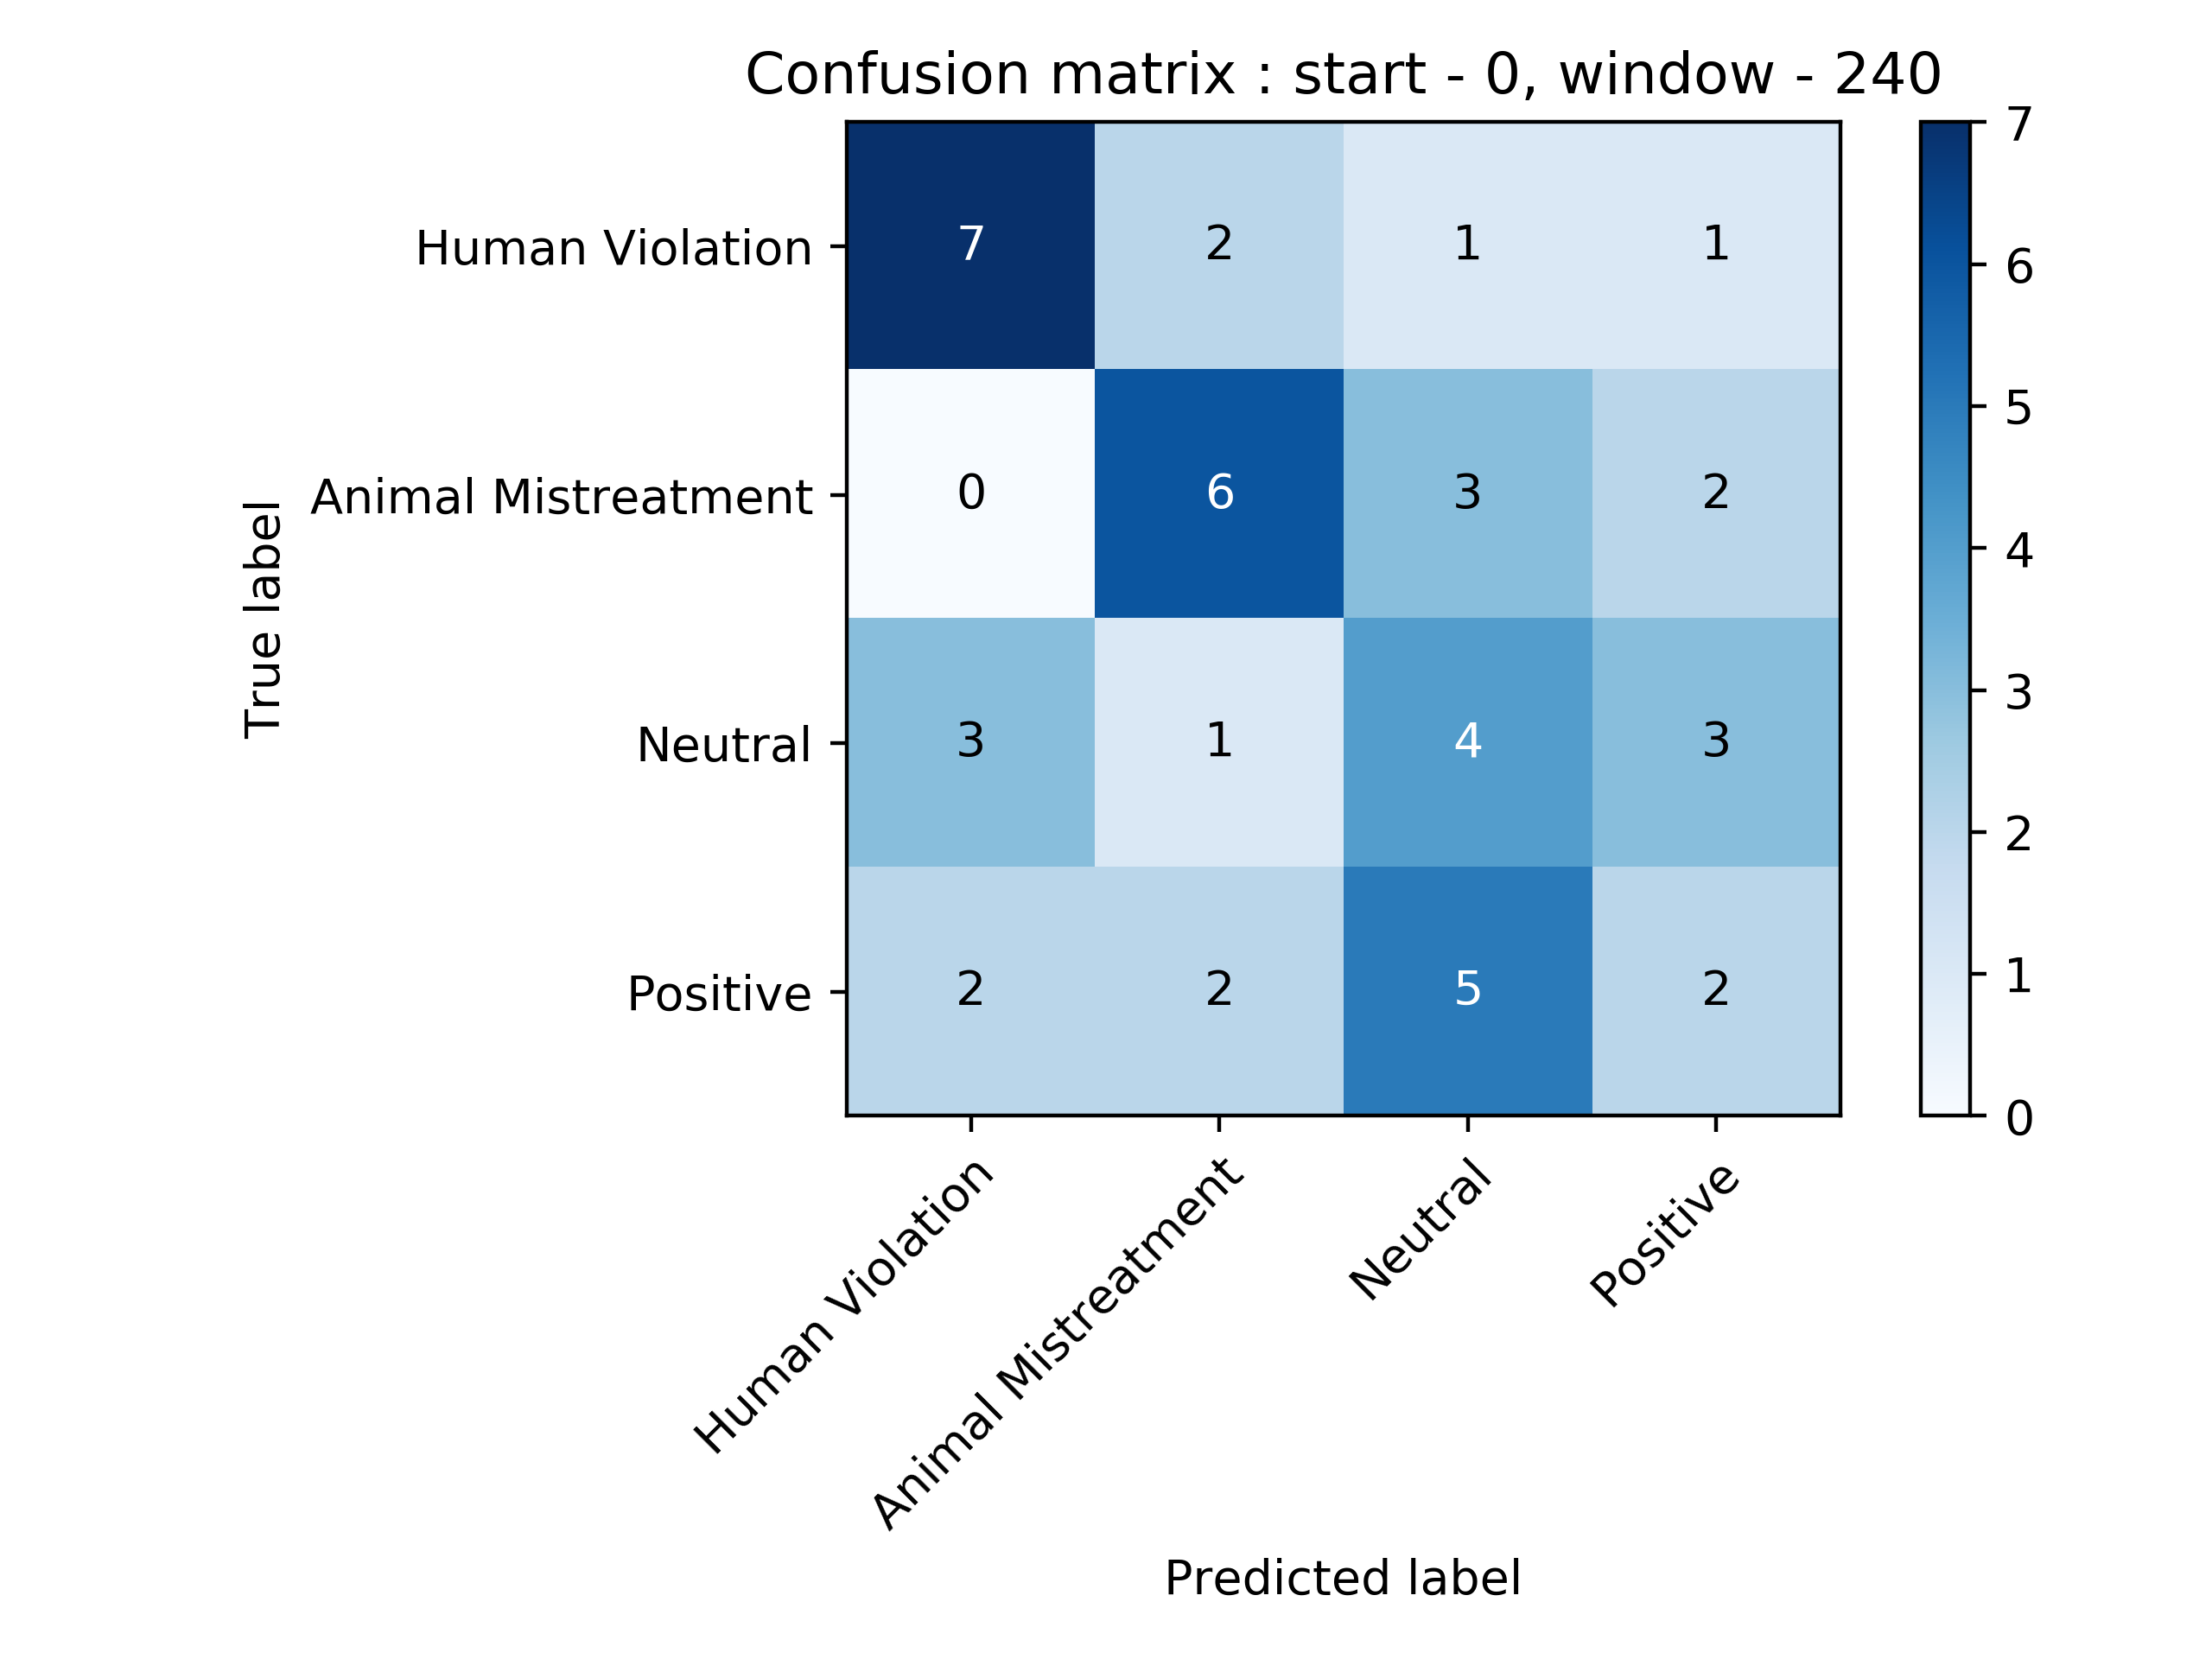 Confusion matrix : start - 0, window - 240
True label
Human Violation
7 2 1 1
Animal Mistreatment
0 6 3 2
Neutral
3 1 4 3
Positive
2 2 5 2
Human Violation
Animal Mistreatment
Neutral
Positive
Predicted label
7
6
5
4
3
2
1
0